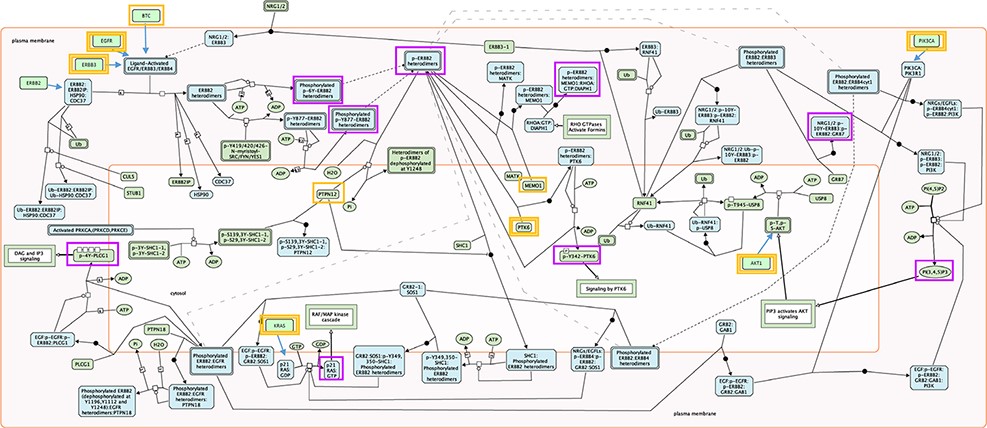 NRG1/2
BTC
plasma membrane
EGFR
ERBB3
NRG1/2:
ERBB3
Ligand-Activated
EGFR/ERBB3/ERBB4
ERBB3-1
ERBB3:
RNF41
PIK3CA
PIK3CA:
PIK3R1
p-ERBB2
heterodimers
p-ERBB2
heterodimers:
MATK
p-ERBB2
heterodimers:
MEMO1
p-ERBB2
heterodimers:
MEMO1:RHOA:
GTP:DIAPH1
Phosphorylated
ERBB2:ERBB3
heterodimers
Phosphorylated
ERBB2:ERBB4cyt1
heterodimers
ERBB2
ERBB2:
ERBB2IP:
HSP90:
CDC37
ERBB2
heterodimers
Phosphorylated
p-6Y-ERBB2
heterodimers
Ub
Ub-ERBB3
NRG1/2:p-10Y-
ERBB3:p-ERBB2:
RNF41
NRGs/EGFLs:
p-ERBB4cyt1:
p-ERBB2:PI3K
ATP
ADP
p-Y877-ERBB2
heterodimers
Phosphorylated
p-Y877-ERBB2
heterodimers
RHOA:GTP:
DIAPH1
RHO GTPases
Activate Formins
NRG1/2:p-
10Y-ERBB3:p-
ERBB2:GRB7
Ub
p-Y419/420/426-
N-myristoyl-
SRC/FYN/YES1
ATP
ADP
H2O
Heterodimers of
p-ERBB2
dephosphorylated
at Y1248
p-ERBB2
heterodimers:
PTK6
Ub
NRG1/2:Ub-p-
10Y-ERBB3:p-
ERBB2
NRG1/2:
p-ERBB3:
p-ERBB2:
PI3K
CUL5
STUB1
ERBB2IP
HSP90
CDC37
MATK
MEMO1
ATP
ADP
Ub
ATP
ADP
GRB7
USP8
PI(4,5)P2
Ub-ERBB2:ERBB2IP:
Ub-HSP90:CDC37
Ub-ERBB2:ERBB2IP:
HSP90:CDC37
PTPN12
Pi
RNF41
p-T945-USP8
ATP
Activated PRKCA,(PRKCD,PRKCE)
p-3Y-SHC1-1,
p-3Y-SHC1-2
p-S139,3Y-SHC1-1,
p-S29,3Y-SHC1-2
p-S139,3Y-SHC1-1,
p-S29,3Y-SHC1-2:
PTPN12
SHC1
PTK6
Ub
Ub-RNF41
Ub-RNF41:
p-USP8
p-T,p-
S-AKT
ADP
DAG and IP3
signaling
p-4Y-PLCG1
ATP
ADP
p-Y342-PTK6
AKT1
PI(3,4,5)P3
ADP
ATP
cytosol
Signaling by PTK6
GRB2-1:
SOS1
PIP3 activates AKT
signaling
EGF:p-EGFR:p-
ERBB2:PLCG1
PLCG1
PTPN18
Pi
H2O
KRAS
RAF/MAP kinase
cascade
GRB2:
GAB1
Phosphorylated
ERBB2:EGFR
heterodimers
EGF:p-EGFR:
p-ERBB2:
GRB2:SOS1
GTP
GDP
p21
RAS:
GDP
p21
RAS:
GTP
GRB2:SOS1:p-Y349,
350-SHC1:
Phosphorylated ERBB2
heterodimers
ADP
ATP
p-Y349,350-
SHC1:
Phosphorylated ERBB2
heterodimers
SHC1:
Phosphorylated
ERBB2
heterodimers
NRGs/EGFLs:
p-ERBB4:p-
ERBB2:
GRB2:SOS1
Phosphorylated
ERBB2:ERBB4
heterodimers
Phosphorylated ERBB2
(dephosphorylated at
Y1196,Y1112 and
Y1248):EGFR
heterodimers:PTPN18
Phosphorylated
ERBB2:EGFR
heterodimers:
PTPN18
EGF:p-EGFR:
p-ERBB2:
GRB2:GAB1
EGF:p-EGFR:
p-ERBB2:
GRB2:GAB1:
PI3K
plasma membrane